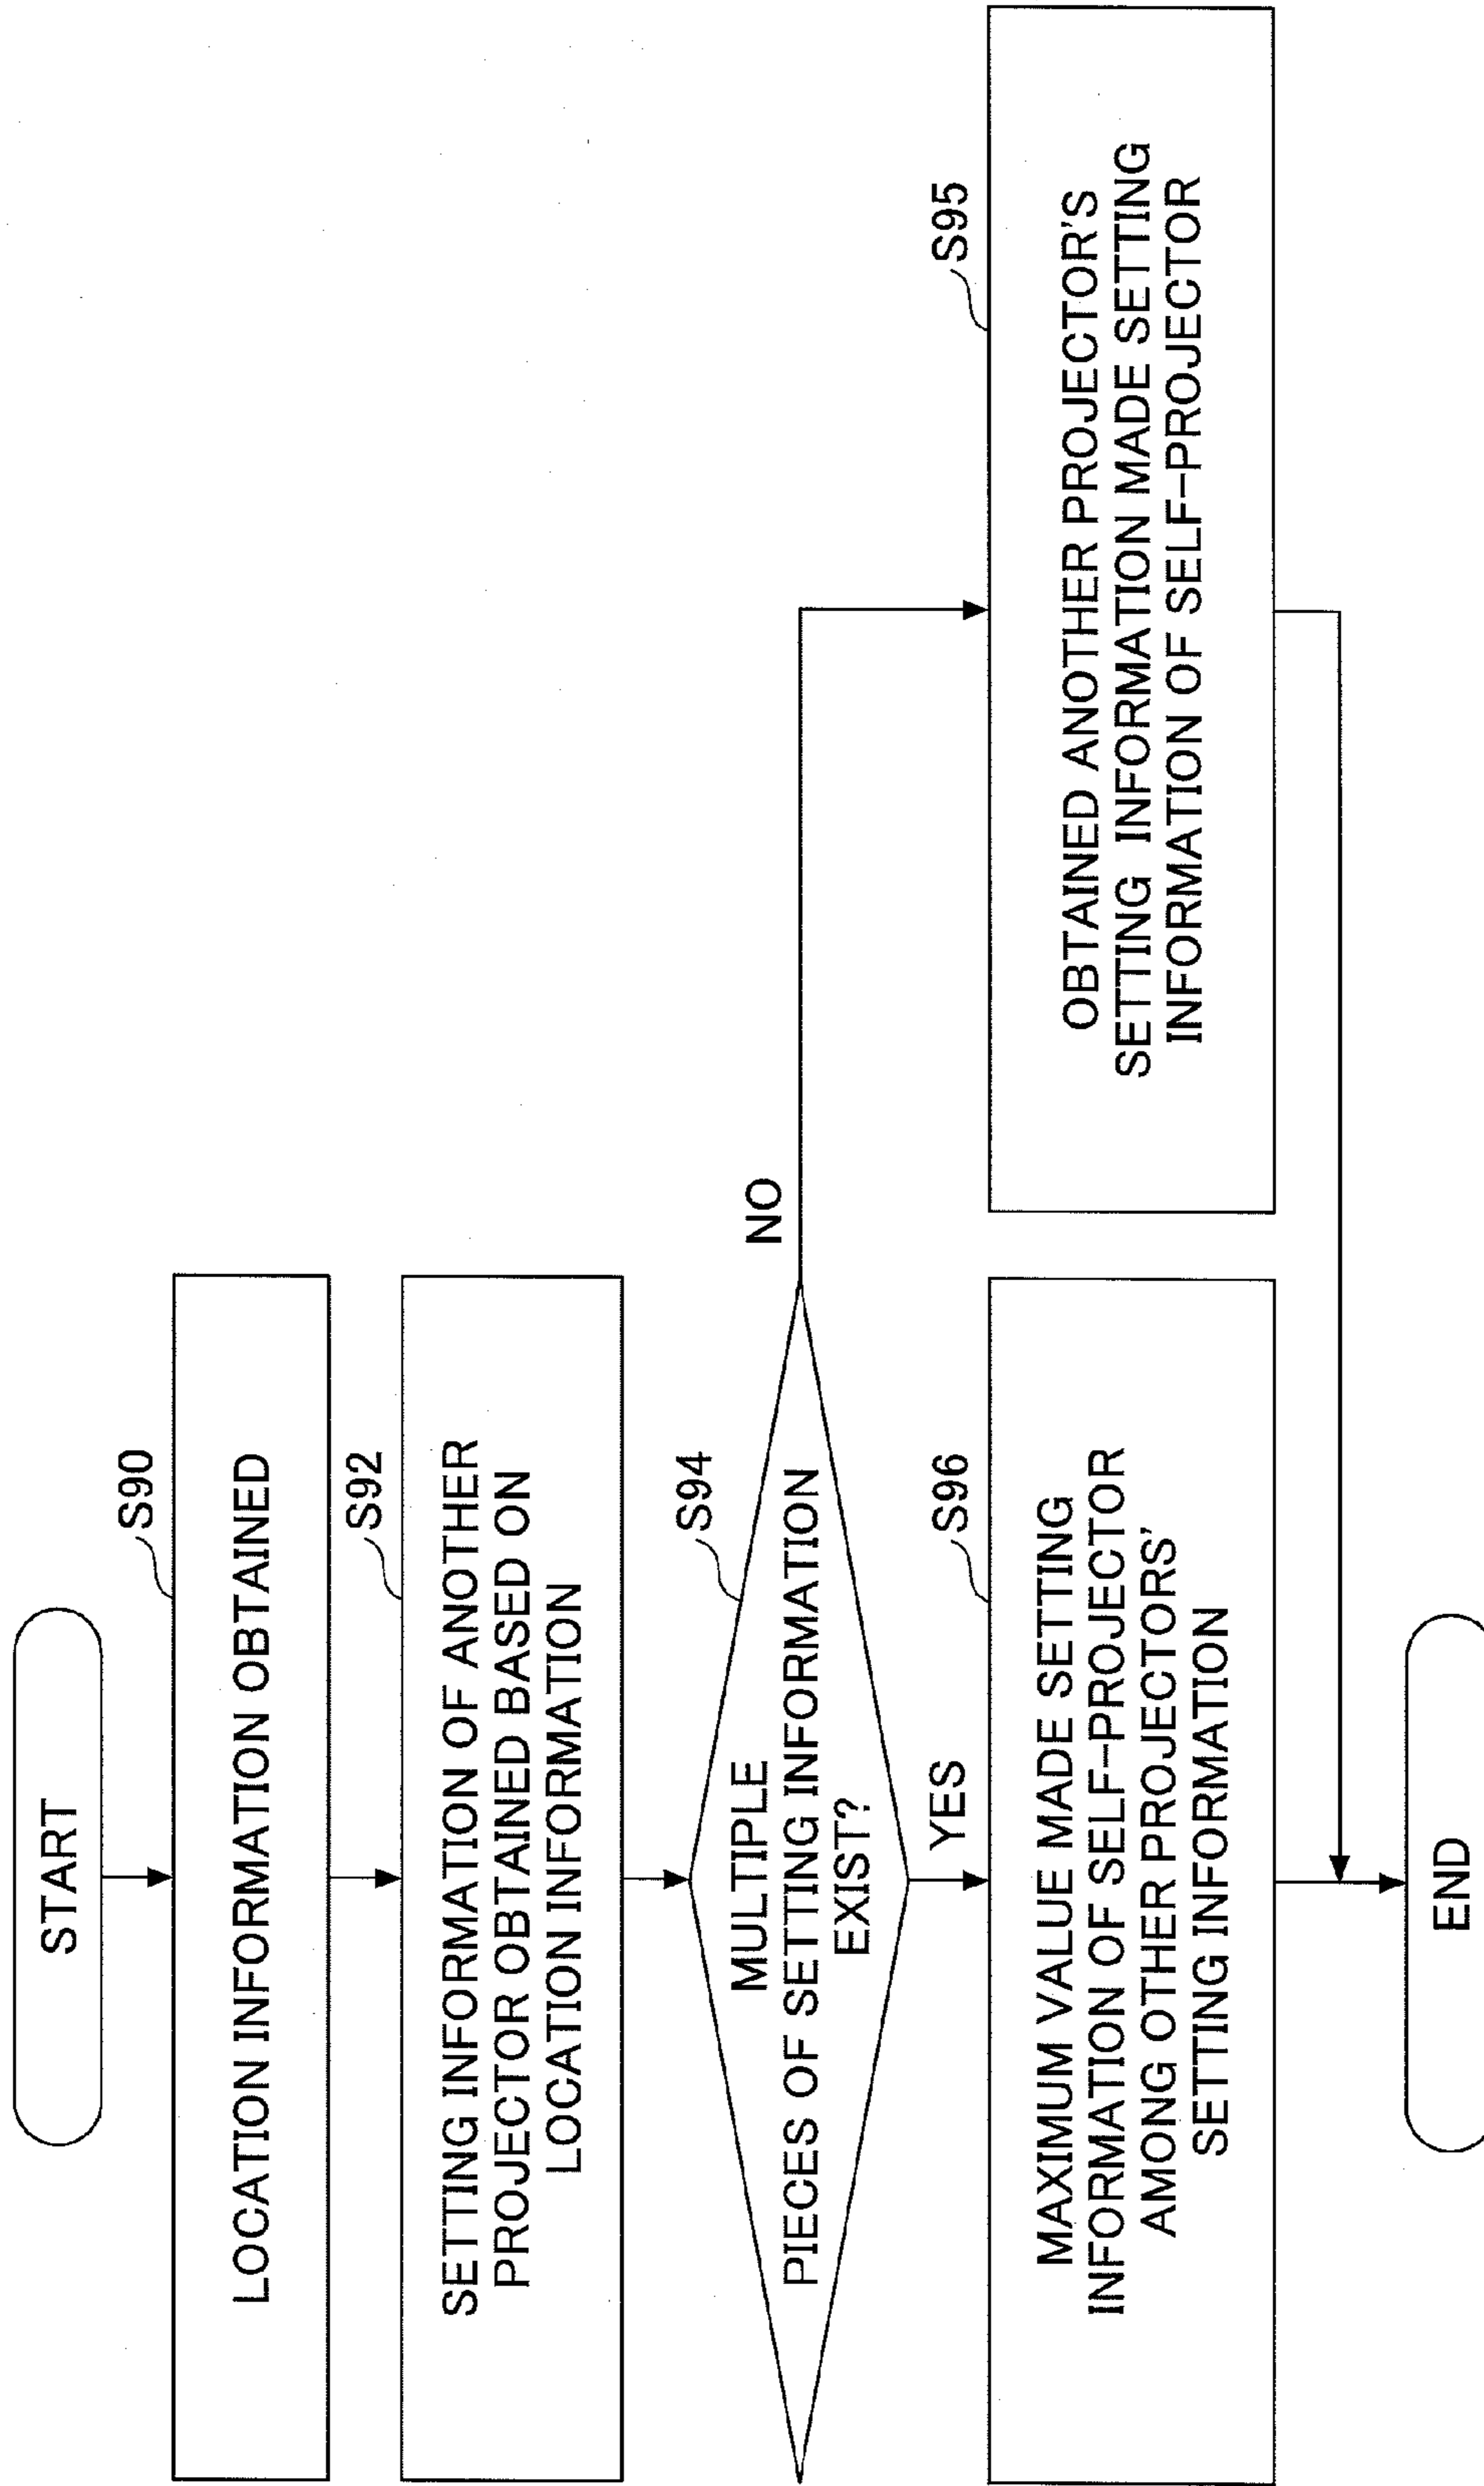 START
S90
LOCATION INFORMATION OBTAINED
S92
SETTING INFORMATION OF ANOTHER
PROJECTOR OBTAINED BASED ON
LOCATION INFORMATION
S94
MULTIPLE
PIECES OF SETTING INFORMATION
EXIST?
NO
YES
S96
MAXIMUM VALUE MADE SETTING
INFORMATION OF SELF-PROJECTOR
AMONG OTHER PROJECTORS'
SETTING INFORMATION
S95
OBTAINED ANOTHER PROJECTOR'S
SETTING INFORMATION MADE SETTING
INFORMATION OF SELF-PROJECTOR
END